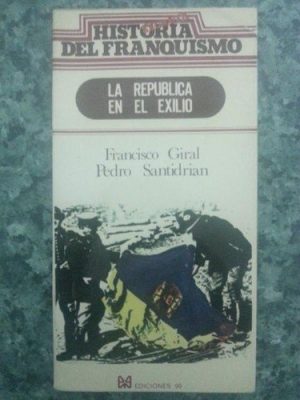 HISTORIA
DEL FRANQUISMO
LA REPUBLICA
EN EL EXILIO
Francisco Giral
Pedro Santidrian
EDICIONES 99